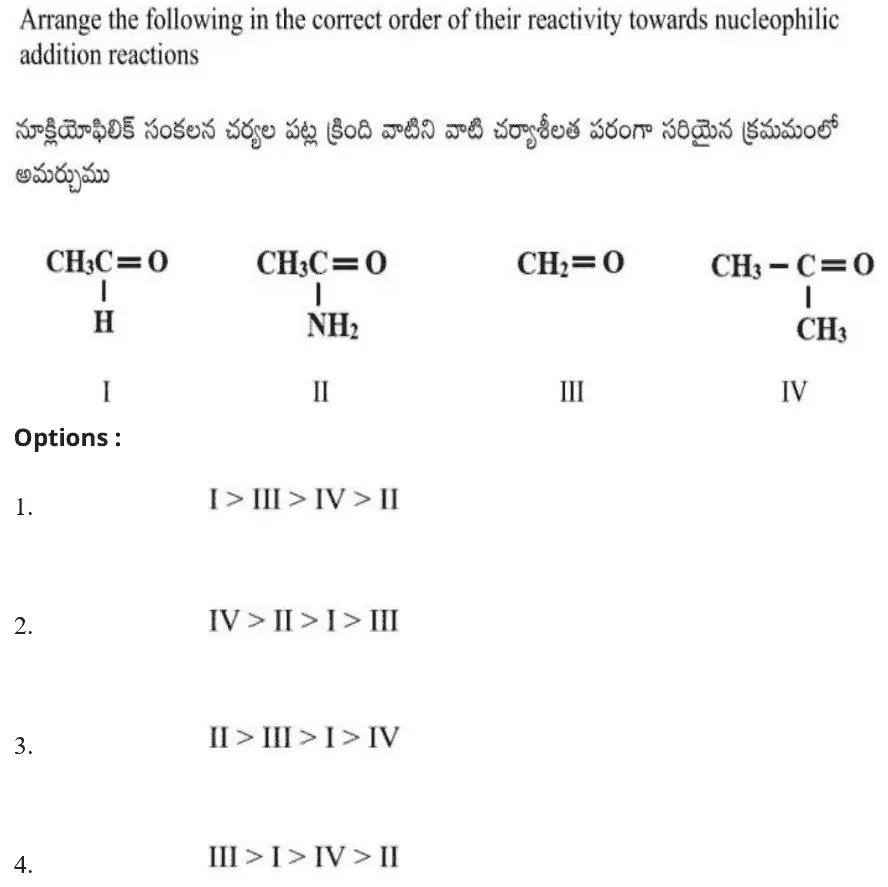 Arrange the following in the correct order of their reactivity towards nucleophilic
addition reactions
నూక్లియోఫిలిక్ సంకలన చర్యల పట్ల క్రింది వాటిని వాటి చర్యాశీలత పరంగా సరియైన క్రమమంలో
అమర్చుము
CH₃C=O CH₃C=O CH₂=O CH₃–C=O
H NH₂ CH₃
I II III IV
Options :
1. I > III > IV > II
2. IV > II > I > III
3. II > III > I > IV
4. III > I > IV > II